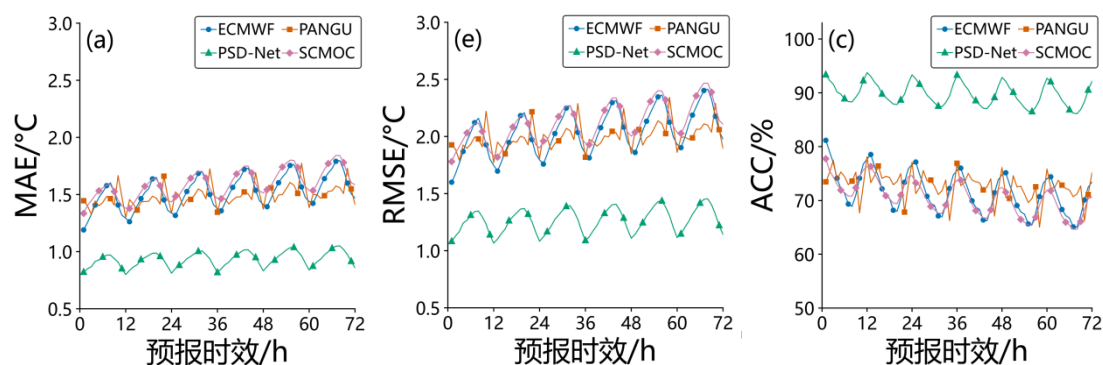 (a)
ECMWF
PANGU
PSD-Net
SCMOC
MAE/°C
3.0
2.5
2.0
1.5
1.0
0.5
0
12
24
36
48
60
72
预报时效/h
(e)
ECMWF
PANGU
PSD-Net
SCMOC
RMSE/°C
3.0
2.5
2.0
1.5
1.0
0.5
0
12
24
36
48
60
72
预报时效/h
(c)
ECMWF
PANGU
PSD-Net
SCMOC
ACC/%
100
90
80
70
60
50
0
12
24
36
48
60
72
预报时效/h